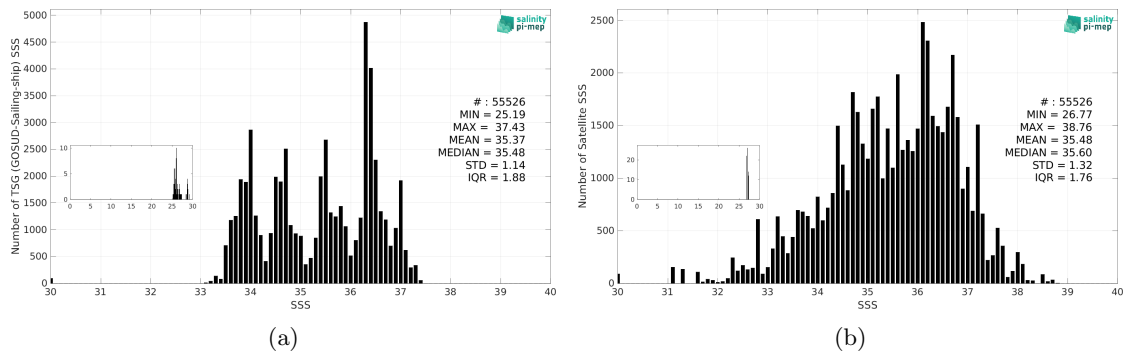 salinity
pi-mep
Number of TSG (GOSUD-Sailing-ship) SSS
5000
4500
4000
3500
3000
2500
2000
1500
1000
500
0
# : 55526
MIN = 25.19
MAX = 37.43
MEAN = 35.37
MEDIAN = 35.48
STD = 1.14
IQR = 1.88
10
5
0
0 5 10 15 20 25 30
30 31 32 33 34 35 36 37 38 39 40
SSS
(a)
salinity
pi-mep
Number of Satellite SSS
2500
2000
1500
1000
500
0
# : 55526
MIN = 26.77
MAX = 38.76
MEAN = 35.48
MEDIAN = 35.60
STD = 1.32
IQR = 1.76
20
10
0
0 5 10 15 20 25 30
30 31 32 33 34 35 36 37 38 39 40
SSS
(b)